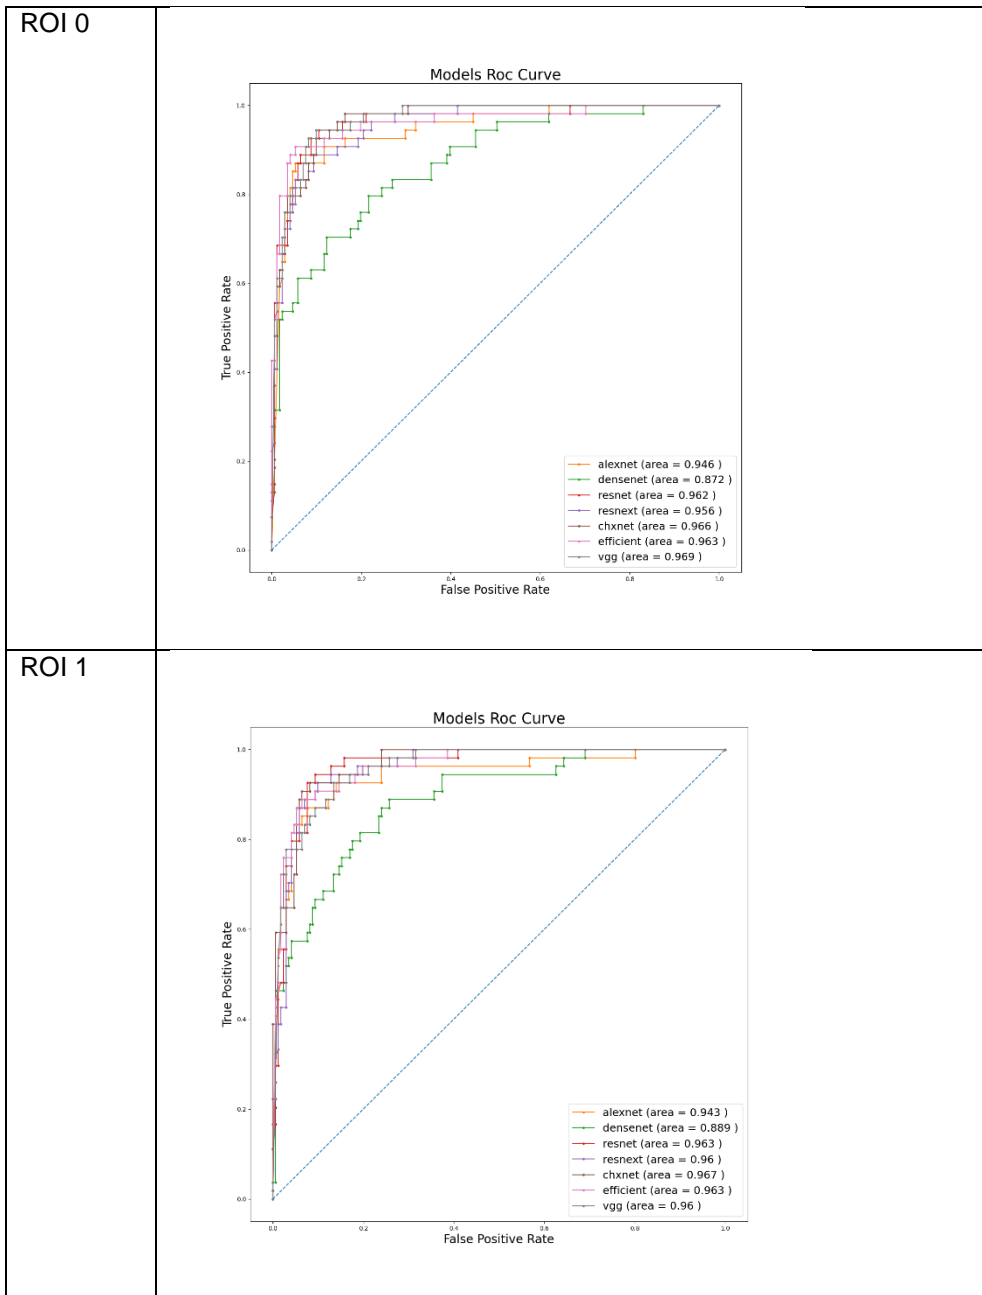 ROI 0
Models Roc Curve
True Positive Rate
1.0
0.8
0.6
0.4
0.2
0.0
alexnet (area = 0.946 )
densenet (area = 0.872 )
resnet (area = 0.962 )
resnext (area = 0.956 )
chxnet (area = 0.966 )
efficient (area = 0.963 )
vgg (area = 0.969 )
0.0 0.2 0.4 0.6 0.8 1.0
False Positive Rate
ROI 1
Models Roc Curve
True Positive Rate
1.0
0.8
0.6
0.4
0.2
0.0
alexnet (area = 0.943 )
densenet (area = 0.889 )
resnet (area = 0.963 )
resnext (area = 0.96 )
chxnet (area = 0.967 )
efficient (area = 0.963 )
vgg (area = 0.96 )
0.0 0.2 0.4 0.6 0.8 1.0
False Positive Rate